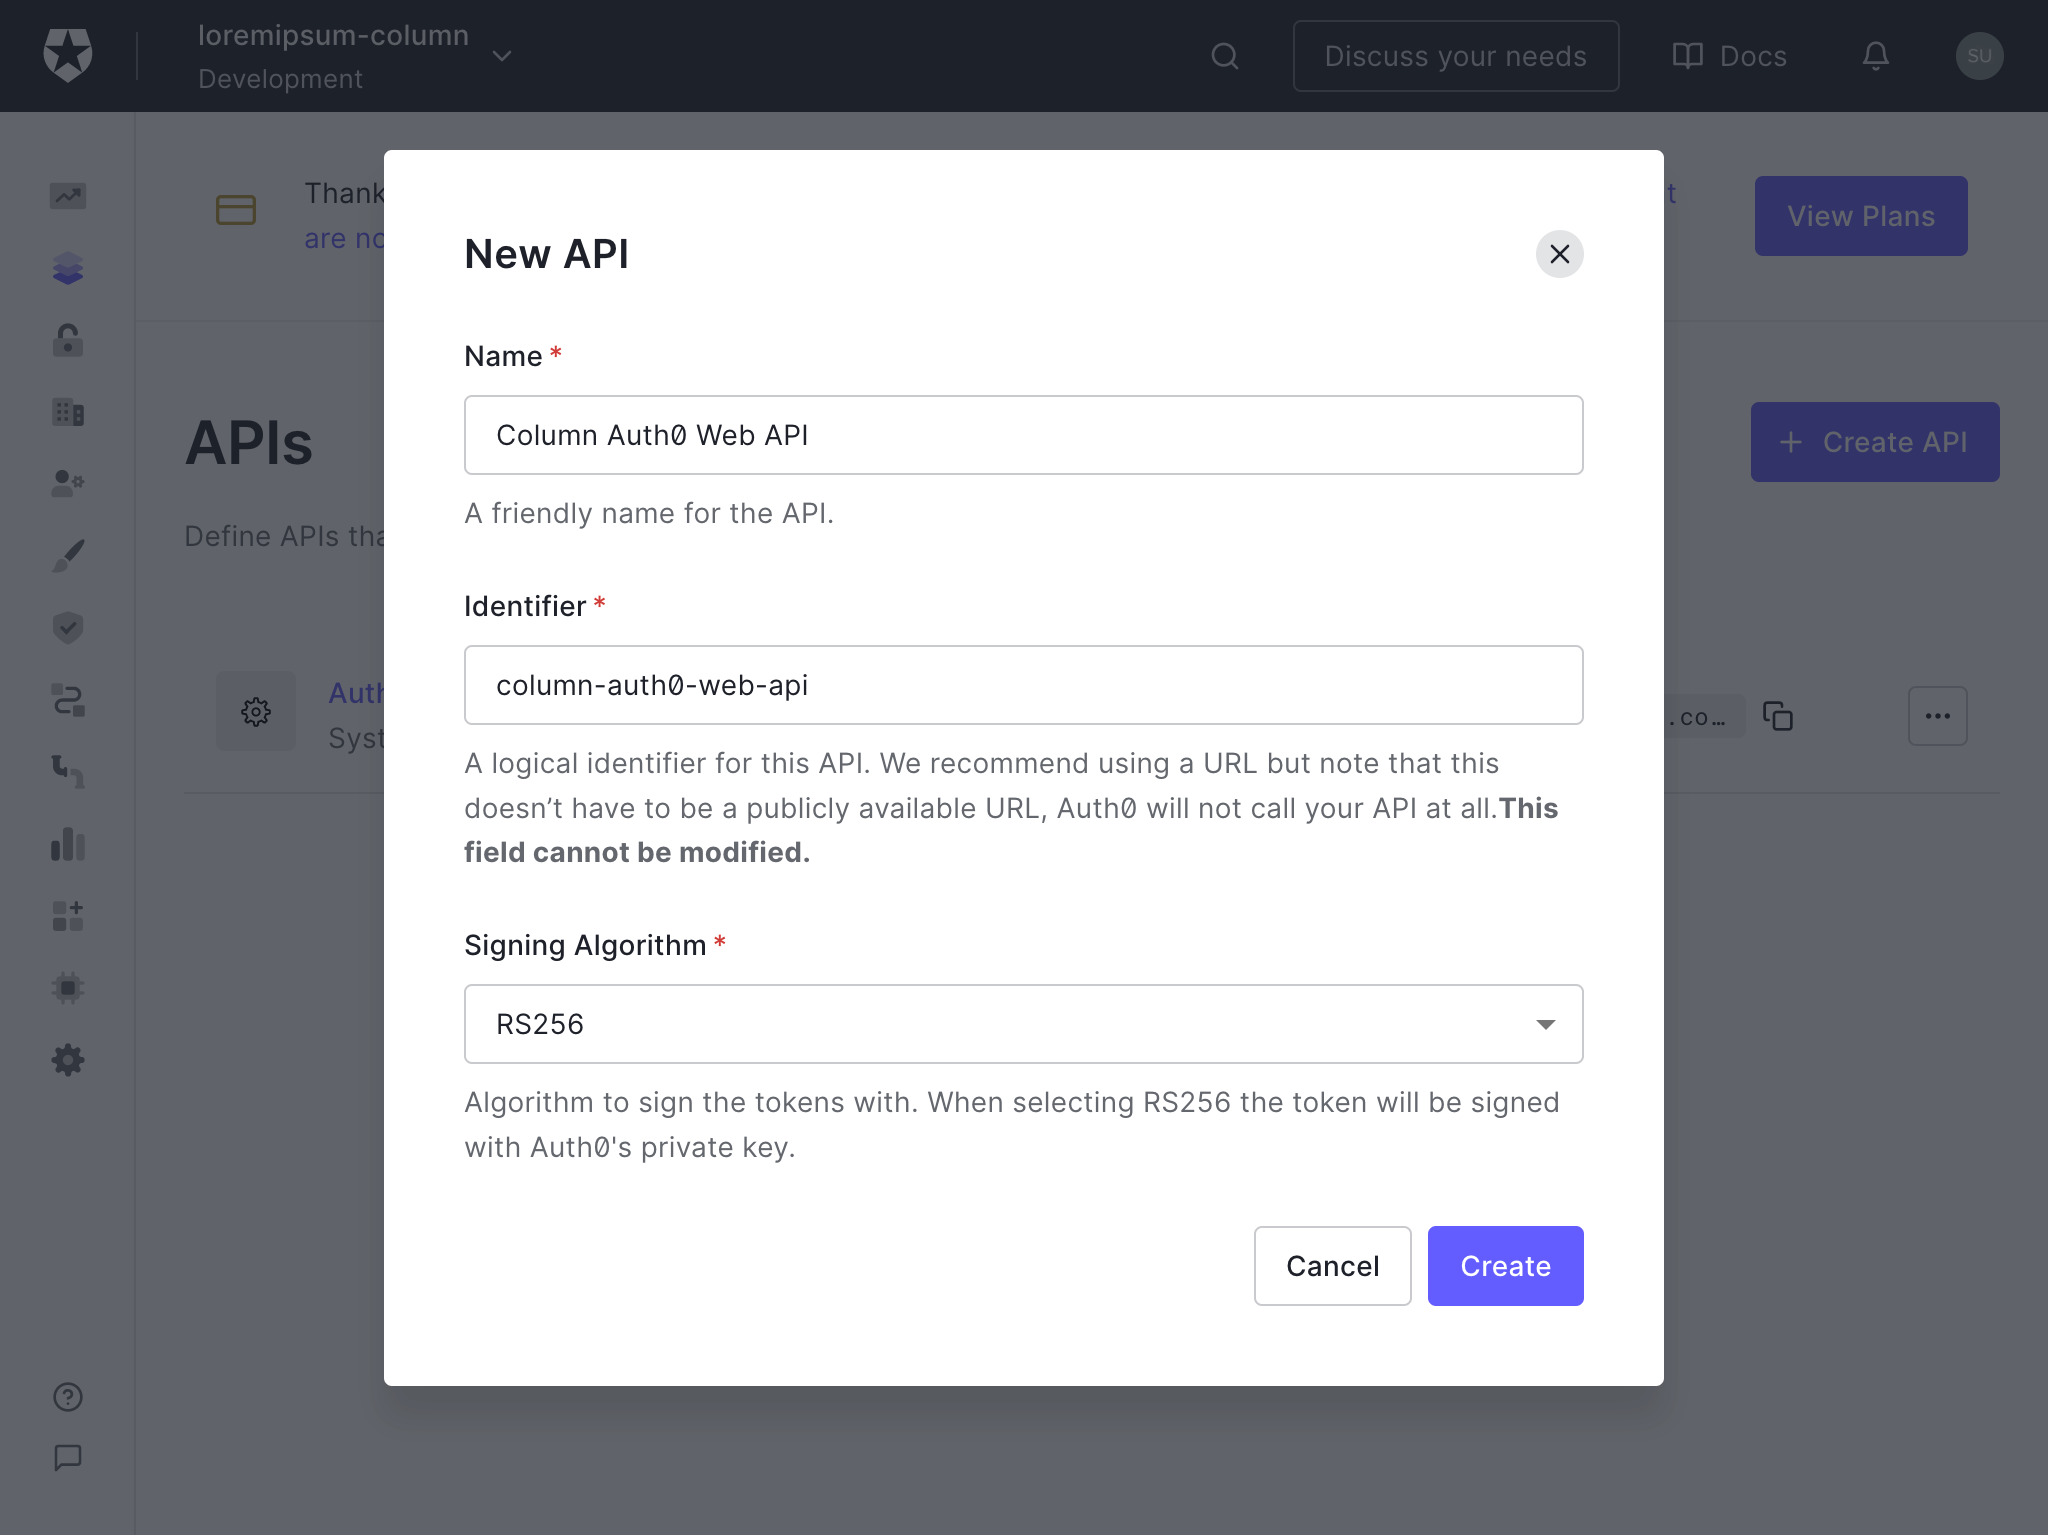 loremipsum-column
Development
Discuss your needs
Docs
SU
Thank
t
are no
View Plans
New API
Name *
APIs
Column Auth0 Web API
Create API
A friendly name for the API.
Define APIs tha
Identifier *
column-auth0-web-api
Auth
Syst
.co…
A logical identifier for this API. We recommend using a URL but note that this
doesn’t have to be a publicly available URL, Auth0 will not call your API at all.This
field cannot be modified.
Signing Algorithm *
RS256
Algorithm to sign the tokens with. When selecting RS256 the token will be signed
with Auth0's private key.
Cancel
Create